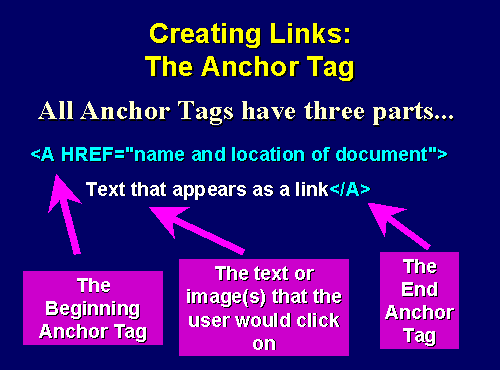 Creating Links:
The Anchor Tag
All Anchor Tags have three parts...
<A HREF="name and location of document">
Text that appears as a link</A>
The
Beginning
Anchor Tag
The text or
image(s) that the
user would click
on
The
End
Anchor
Tag